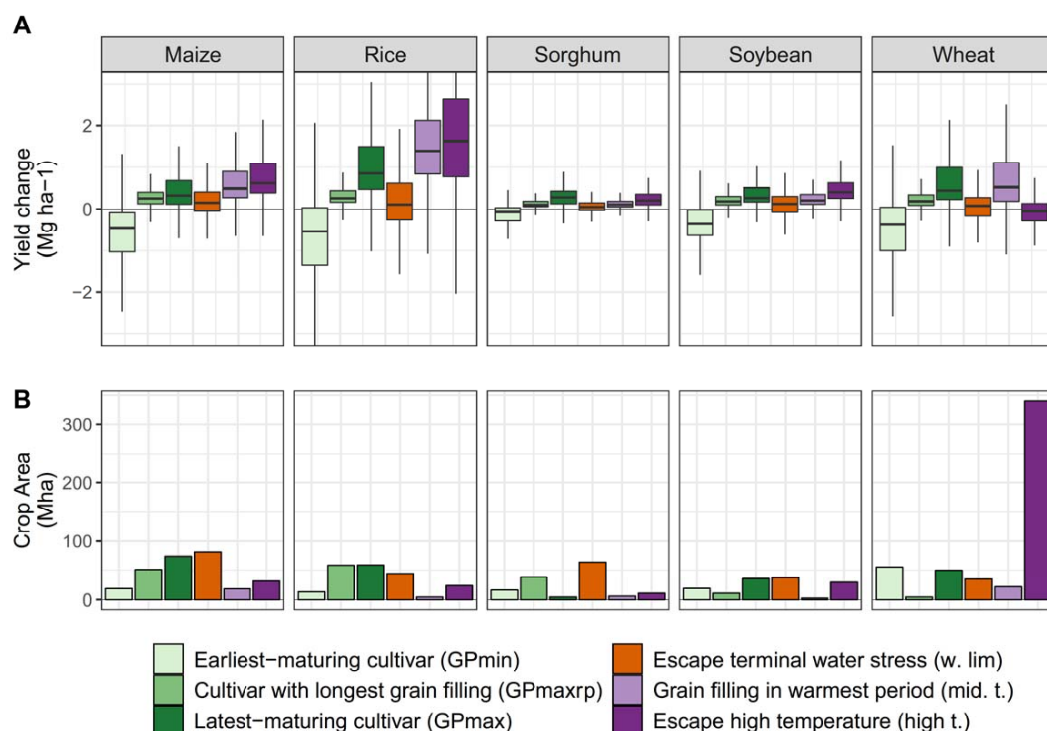 A
Maize Rice Sorghum Soybean Wheat
Yield change
(Mg ha−1)
2
0
−2
B
Crop Area
(Mha)
300
200
100
0
Earliest−maturing cultivar (GPmin)
Cultivar with longest grain filling (GPmaxrp)
Latest−maturing cultivar (GPmax)
Escape terminal water stress (w. lim)
Grain filling in warmest period (mid. t.)
Escape high temperature (high t.)